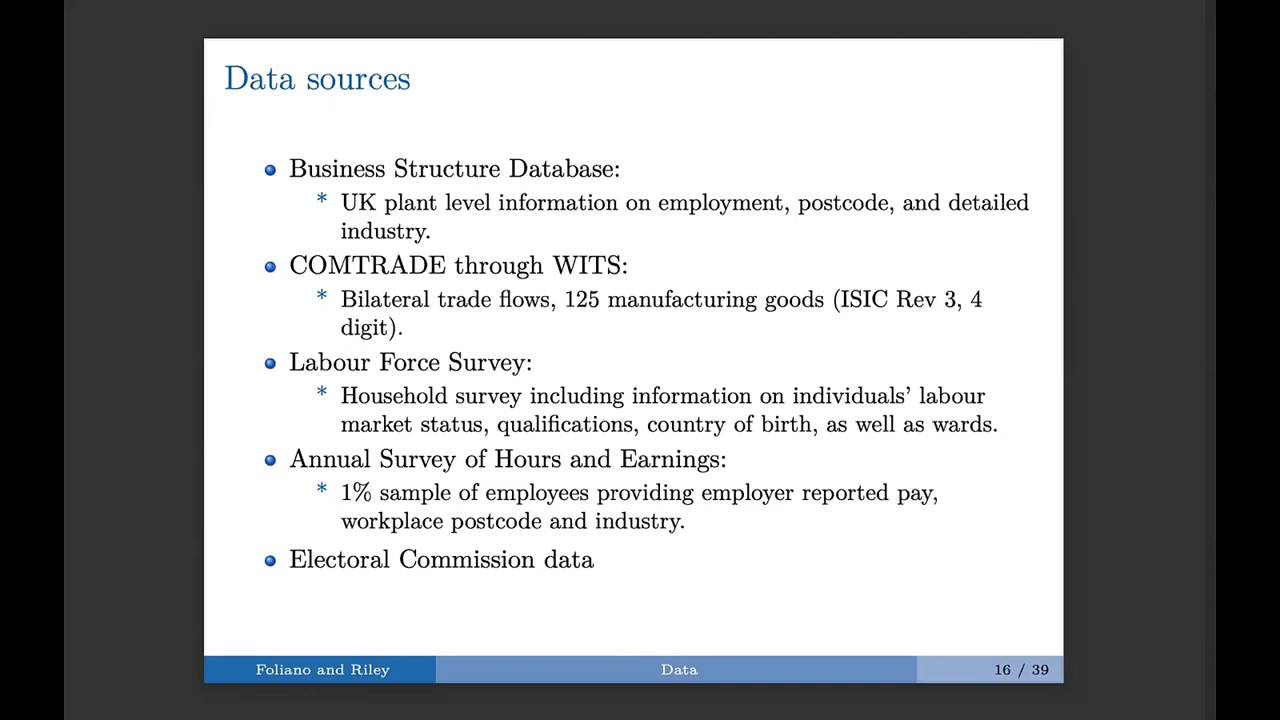 Data sources
Business Structure Database:
* UK plant level information on employment, postcode, and detailed
industry.
COMTRADE through WITS:
* Bilateral trade flows, 125 manufacturing goods (ISIC Rev 3, 4
digit).
Labour Force Survey:
* Household survey including information on individuals' labour
market status, qualifications, country of birth, as well as wards.
Annual Survey of Hours and Earnings:
* 1% sample of employees providing employer reported pay,
workplace postcode and industry.
Electoral Commission data
Foliano and Riley Data 16 / 39